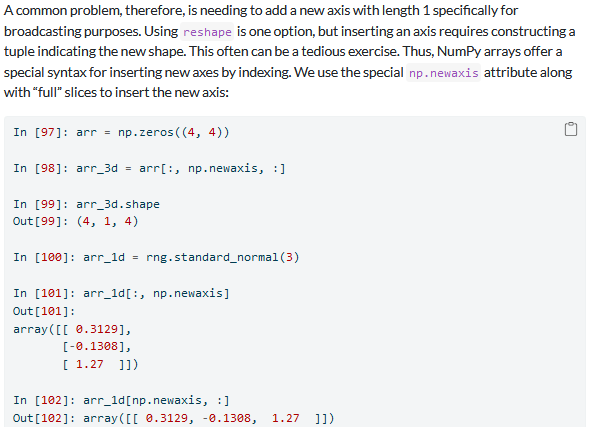 A common problem, therefore, is needing to add a new axis with length 1 specifically for
broadcasting purposes. Using reshape is one option, but inserting an axis requires constructing a
tuple indicating the new shape. This often can be a tedious exercise. Thus, NumPy arrays offer a
special syntax for inserting new axes by indexing. We use the special np.newaxis attribute along
with “full” slices to insert the new axis:
In [97]: arr = np.zeros((4, 4))
In [98]: arr_3d = arr[:, np.newaxis, :]
In [99]: arr_3d.shape
Out[99]: (4, 1, 4)
In [100]: arr_1d = rng.standard_normal(3)
In [101]: arr_1d[:, np.newaxis]
Out[101]:
array([[ 0.3129],
       [-0.1308],
       [ 1.27  ]])
In [102]: arr_1d[np.newaxis, :]
Out[102]: array([[ 0.3129, -0.1308,  1.27  ]])